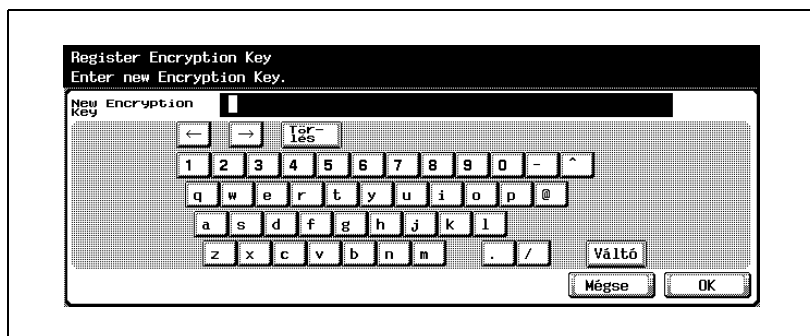 Register Encryption Key
Enter new Encryption Key.
New Encryption
Key
← → Tör-
lés
1 2 3 4 5 6 7 8 9 0 - ^
q w e r t y u i o p @
a s d f g h j k l
z x c v b n m . / Váltó
Mégse OK